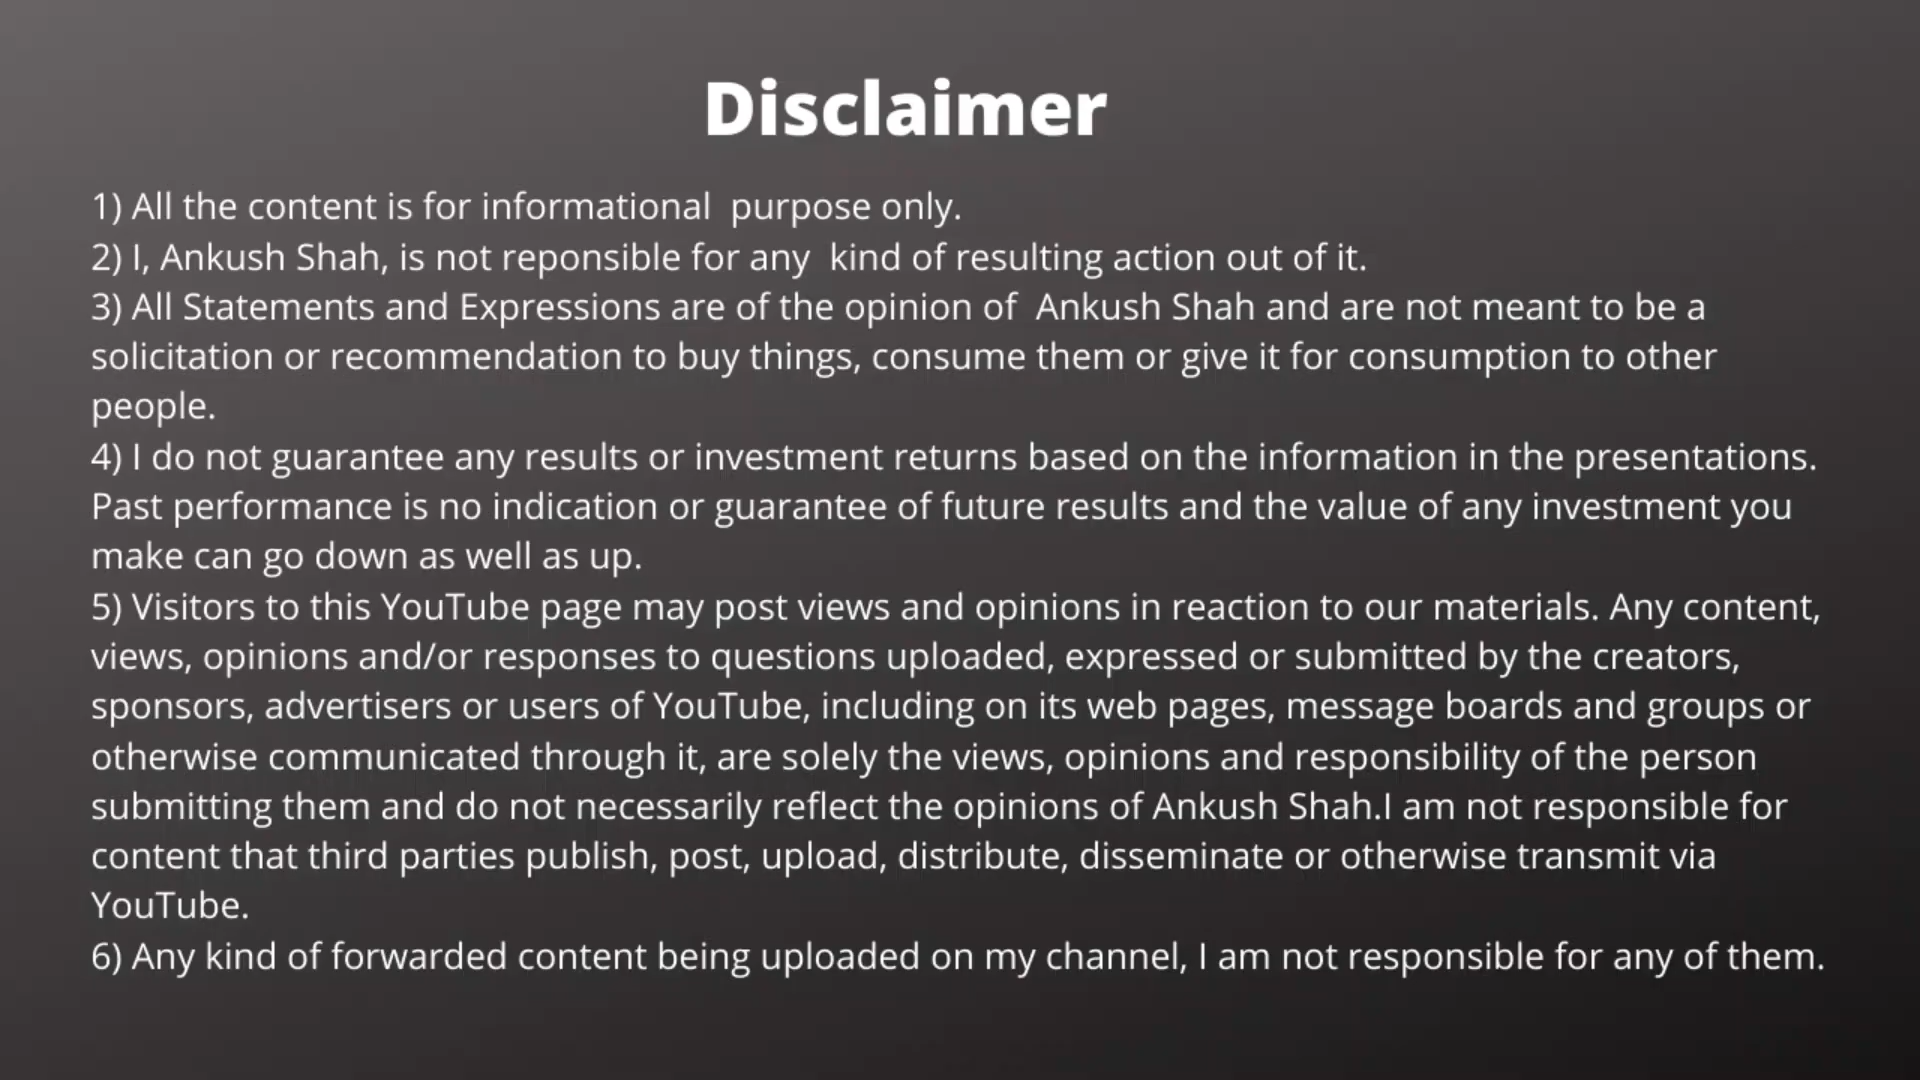 Disclaimer
1) All the content is for informational  purpose only.
2) I, Ankush Shah, is not reponsible for any  kind of resulting action out of it.
3) All Statements and Expressions are of the opinion of  Ankush Shah and are not meant to be a
solicitation or recommendation to buy things, consume them or give it for consumption to other
people.
4) I do not guarantee any results or investment returns based on the information in the presentations.
Past performance is no indication or guarantee of future results and the value of any investment you
make can go down as well as up.
5) Visitors to this YouTube page may post views and opinions in reaction to our materials. Any content,
views, opinions and/or responses to questions uploaded, expressed or submitted by the creators,
sponsors, advertisers or users of YouTube, including on its web pages, message boards and groups or
otherwise communicated through it, are solely the views, opinions and responsibility of the person
submitting them and do not necessarily reflect the opinions of Ankush Shah.I am not responsible for
content that third parties publish, post, upload, distribute, disseminate or otherwise transmit via
YouTube.
6) Any kind of forwarded content being uploaded on my channel, I am not responsible for any of them.